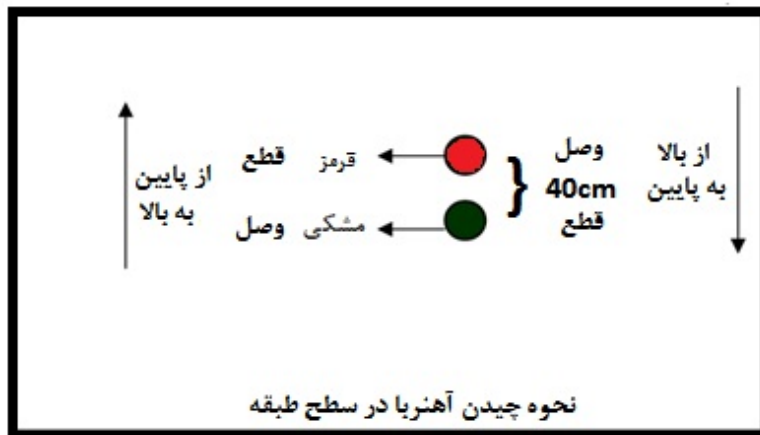 از بالا
به پایین
وصل
40cm
قطع
قرمز
قطع
مشکی
وصل
از پایین
به بالا
نحوه چیدن آهنربا در سطح طبقه